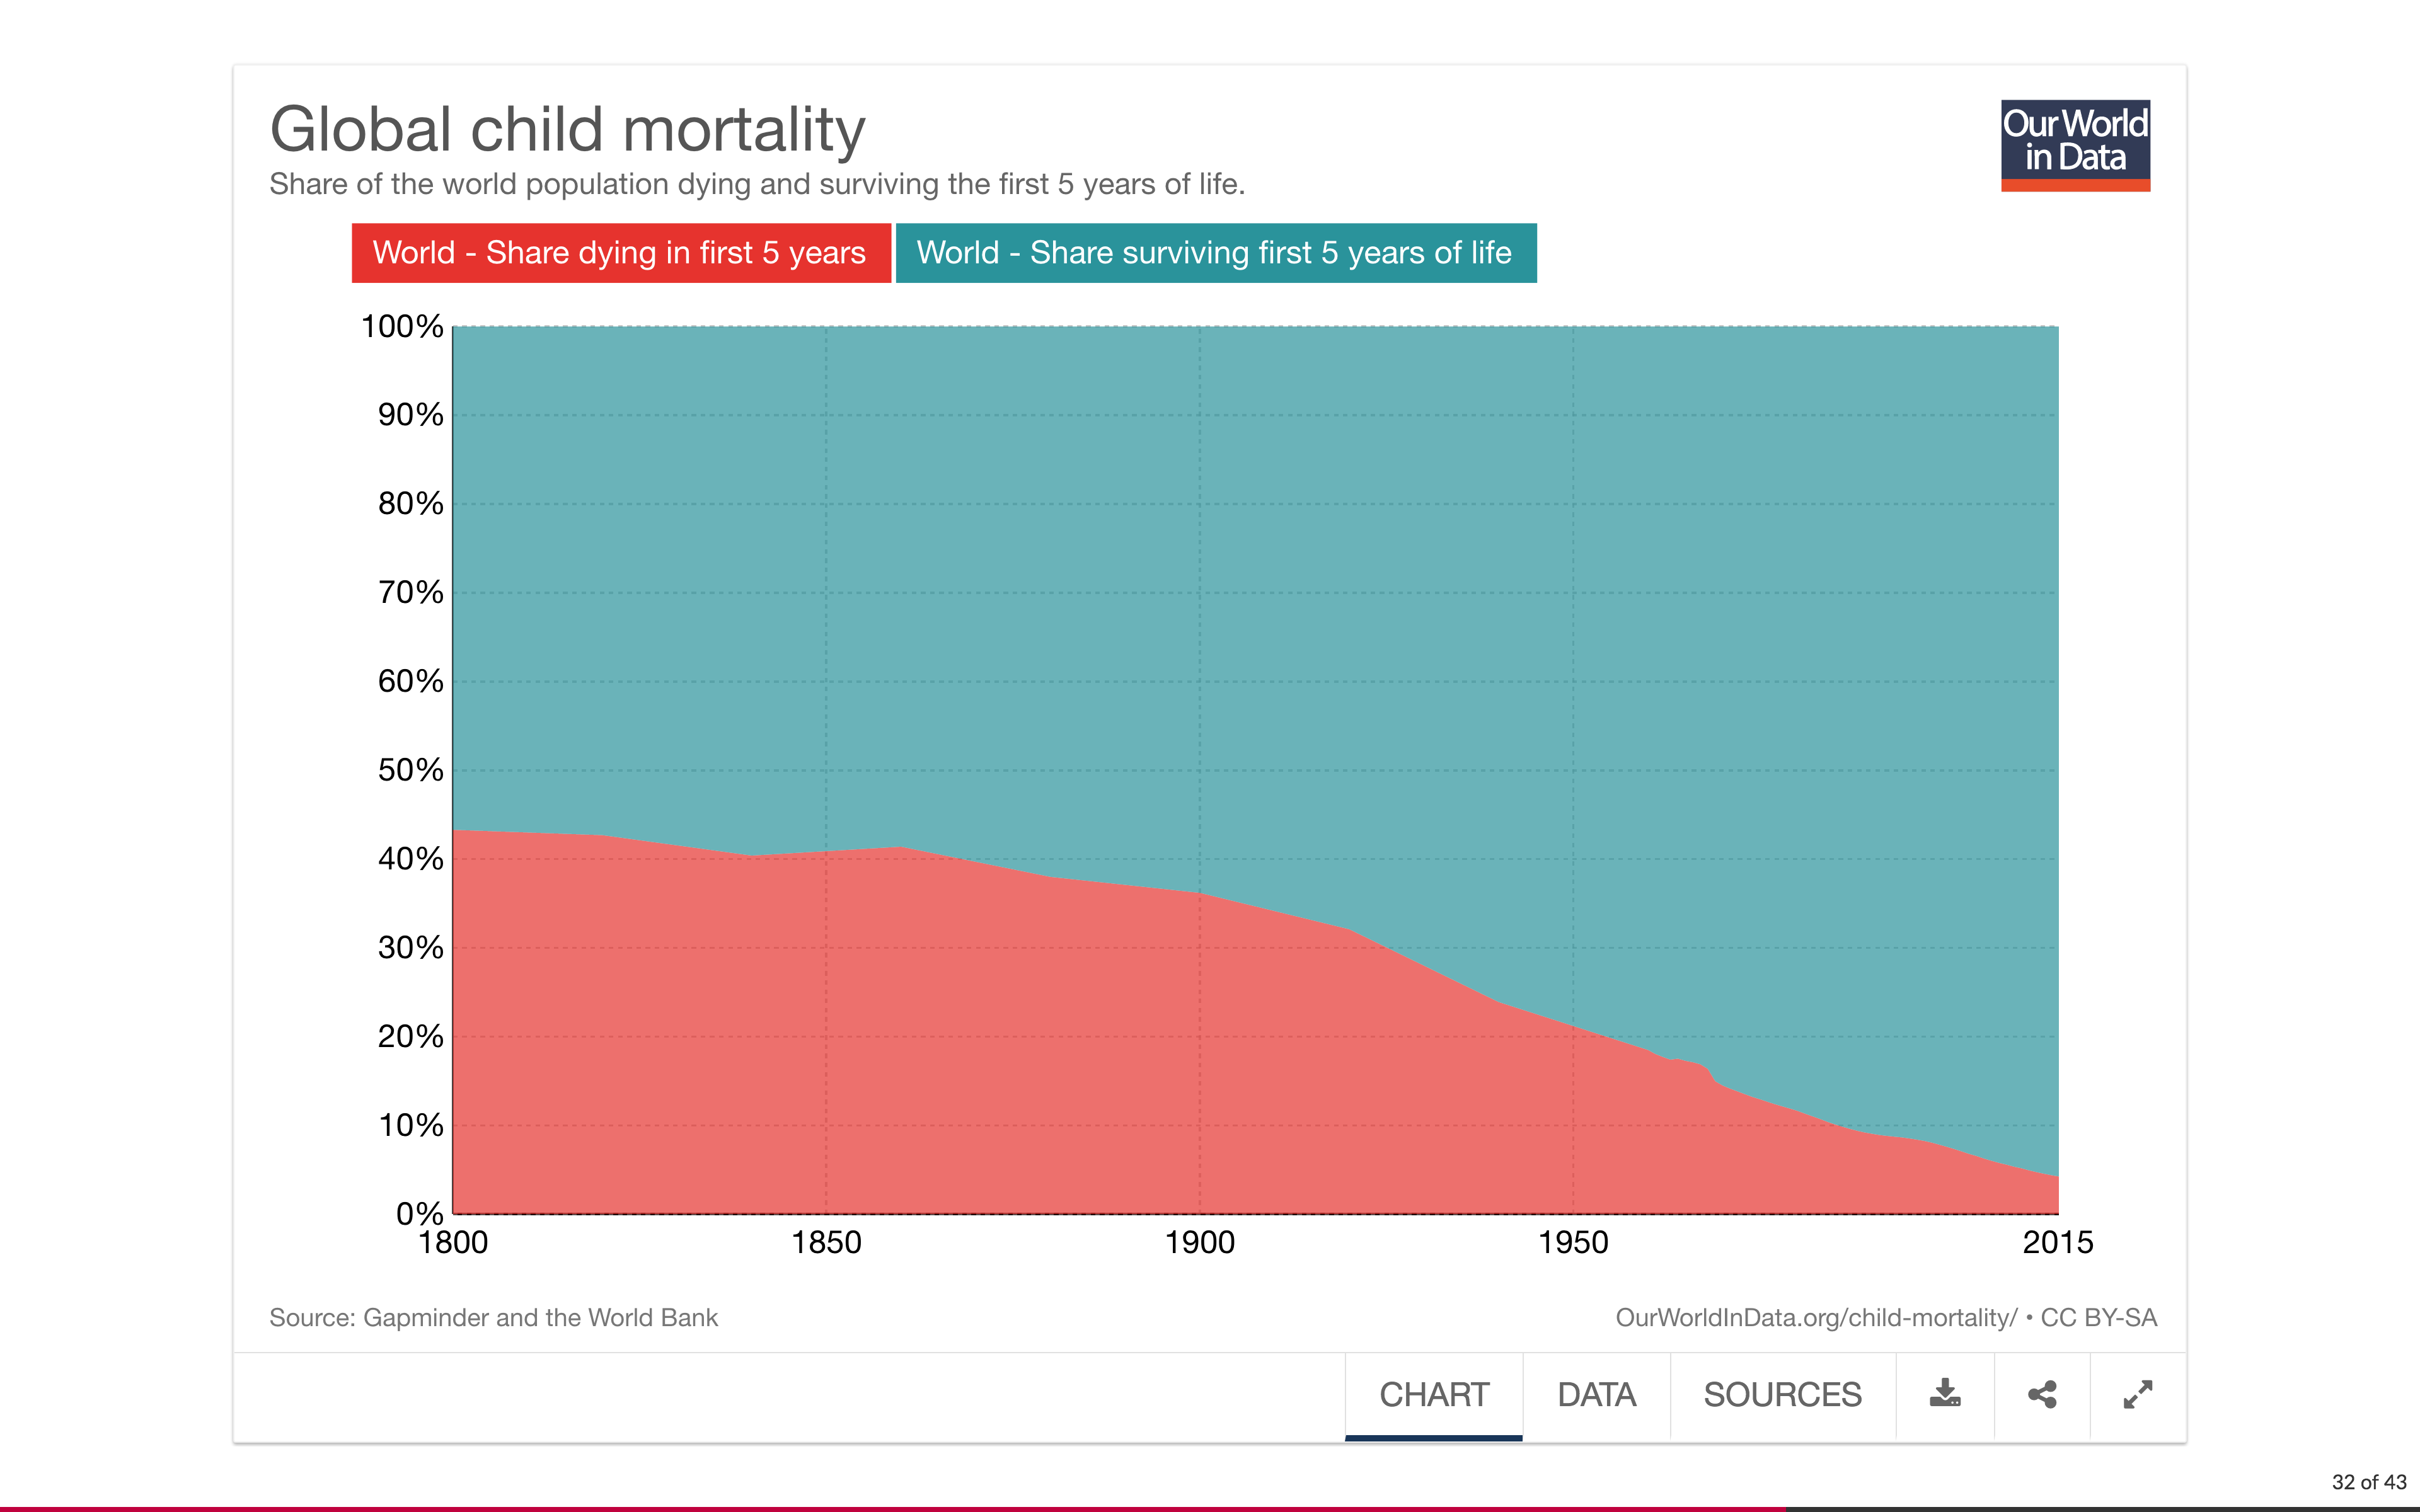 Global child mortality
Share of the world population dying and surviving the first 5 years of life.
Our World
in Data
World - Share dying in first 5 years
World - Share surviving first 5 years of life
100%
90%
80%
70%
60%
50%
40%
30%
20%
10%
0%
1800
1850
1900
1950
2015
Source: Gapminder and the World Bank
OurWorldInData.org/child-mortality/ • CC BY-SA
CHART
DATA
SOURCES
32 of 43